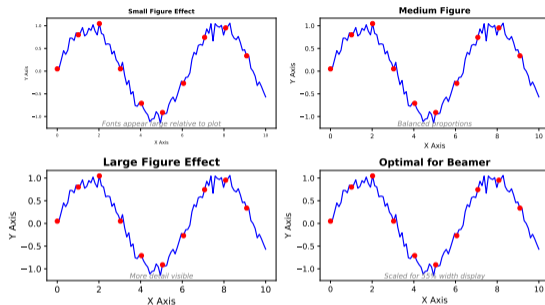 Small Figure Effect
Y Axis
1.0
0.5
0.0
−0.5
−1.0
Fonts appear large relative to plot
0 2 4 6 8 10
X Axis
Medium Figure
Y Axis
1.0
0.5
0.0
−0.5
−1.0
Balanced proportions
0 2 4 6 8 10
X Axis
Large Figure Effect
Y Axis
1.0
0.5
0.0
−0.5
−1.0
More detail visible
0 2 4 6 8 10
X Axis
Optimal for Beamer
Y Axis
1.0
0.5
0.0
−0.5
−1.0
Scaled for width display
0 2 4 6 8 10
X Axis